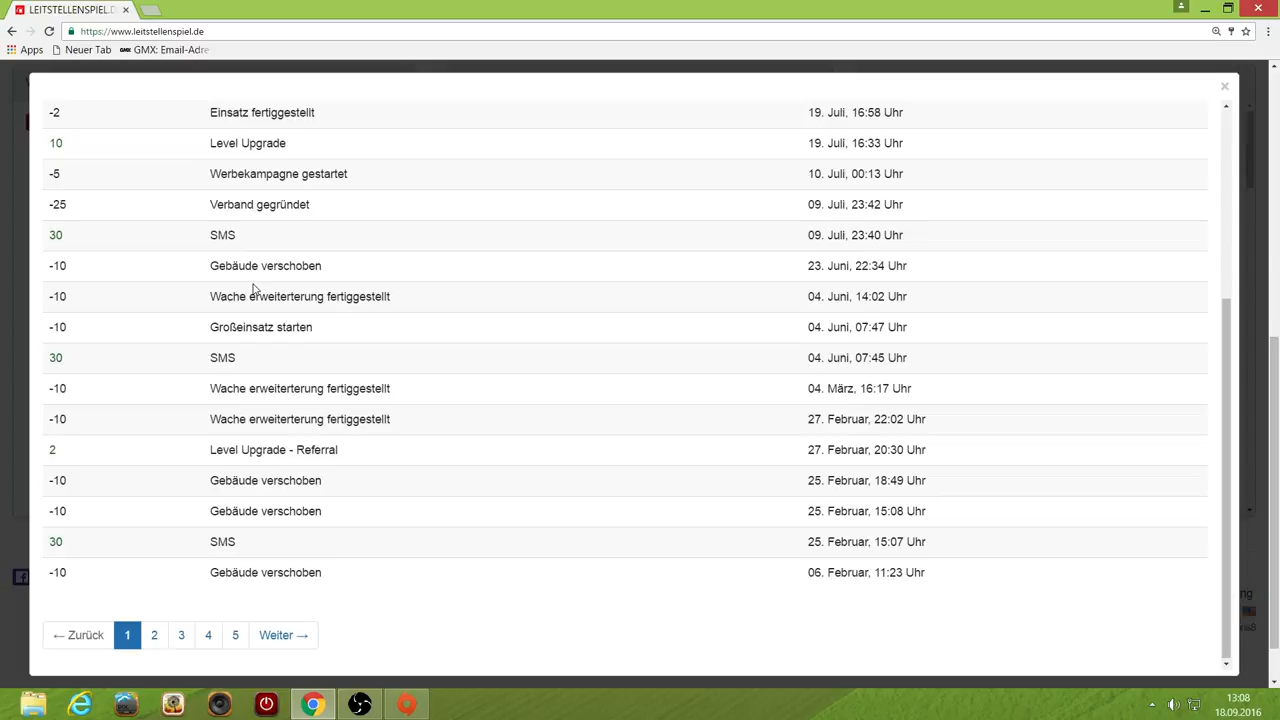 LEITSTELLENSPIEL.D
https://www.leitstellenspiel.de
Apps Neuer Tab GMX GMX: Email-Adre
-2 Einsatz fertiggestellt 19. Juli, 16:58 Uhr
10 Level Upgrade 19. Juli, 16:33 Uhr
-5 Werbekampagne gestartet 10. Juli, 00:13 Uhr
-25 Verband gegründet 09. Juli, 23:42 Uhr
30 SMS 09. Juli, 23:40 Uhr
-10 Gebäude verschoben 23. Juni, 22:34 Uhr
-10 Wache erweiterterung fertiggestellt 04. Juni, 14:02 Uhr
-10 Großeinsatz starten 04. Juni, 07:47 Uhr
30 SMS 04. Juni, 07:45 Uhr
-10 Wache erweiterterung fertiggestellt 04. März, 16:17 Uhr
-10 Wache erweiterterung fertiggestellt 27. Februar, 22:02 Uhr
2 Level Upgrade - Referral 27. Februar, 20:30 Uhr
-10 Gebäude verschoben 25. Februar, 18:49 Uhr
-10 Gebäude verschoben 25. Februar, 15:08 Uhr
30 SMS 25. Februar, 15:07 Uhr
-10 Gebäude verschoben 06. Februar, 11:23 Uhr
← Zurück 1 2 3 4 5 Weiter →
13:08
18.09.2016